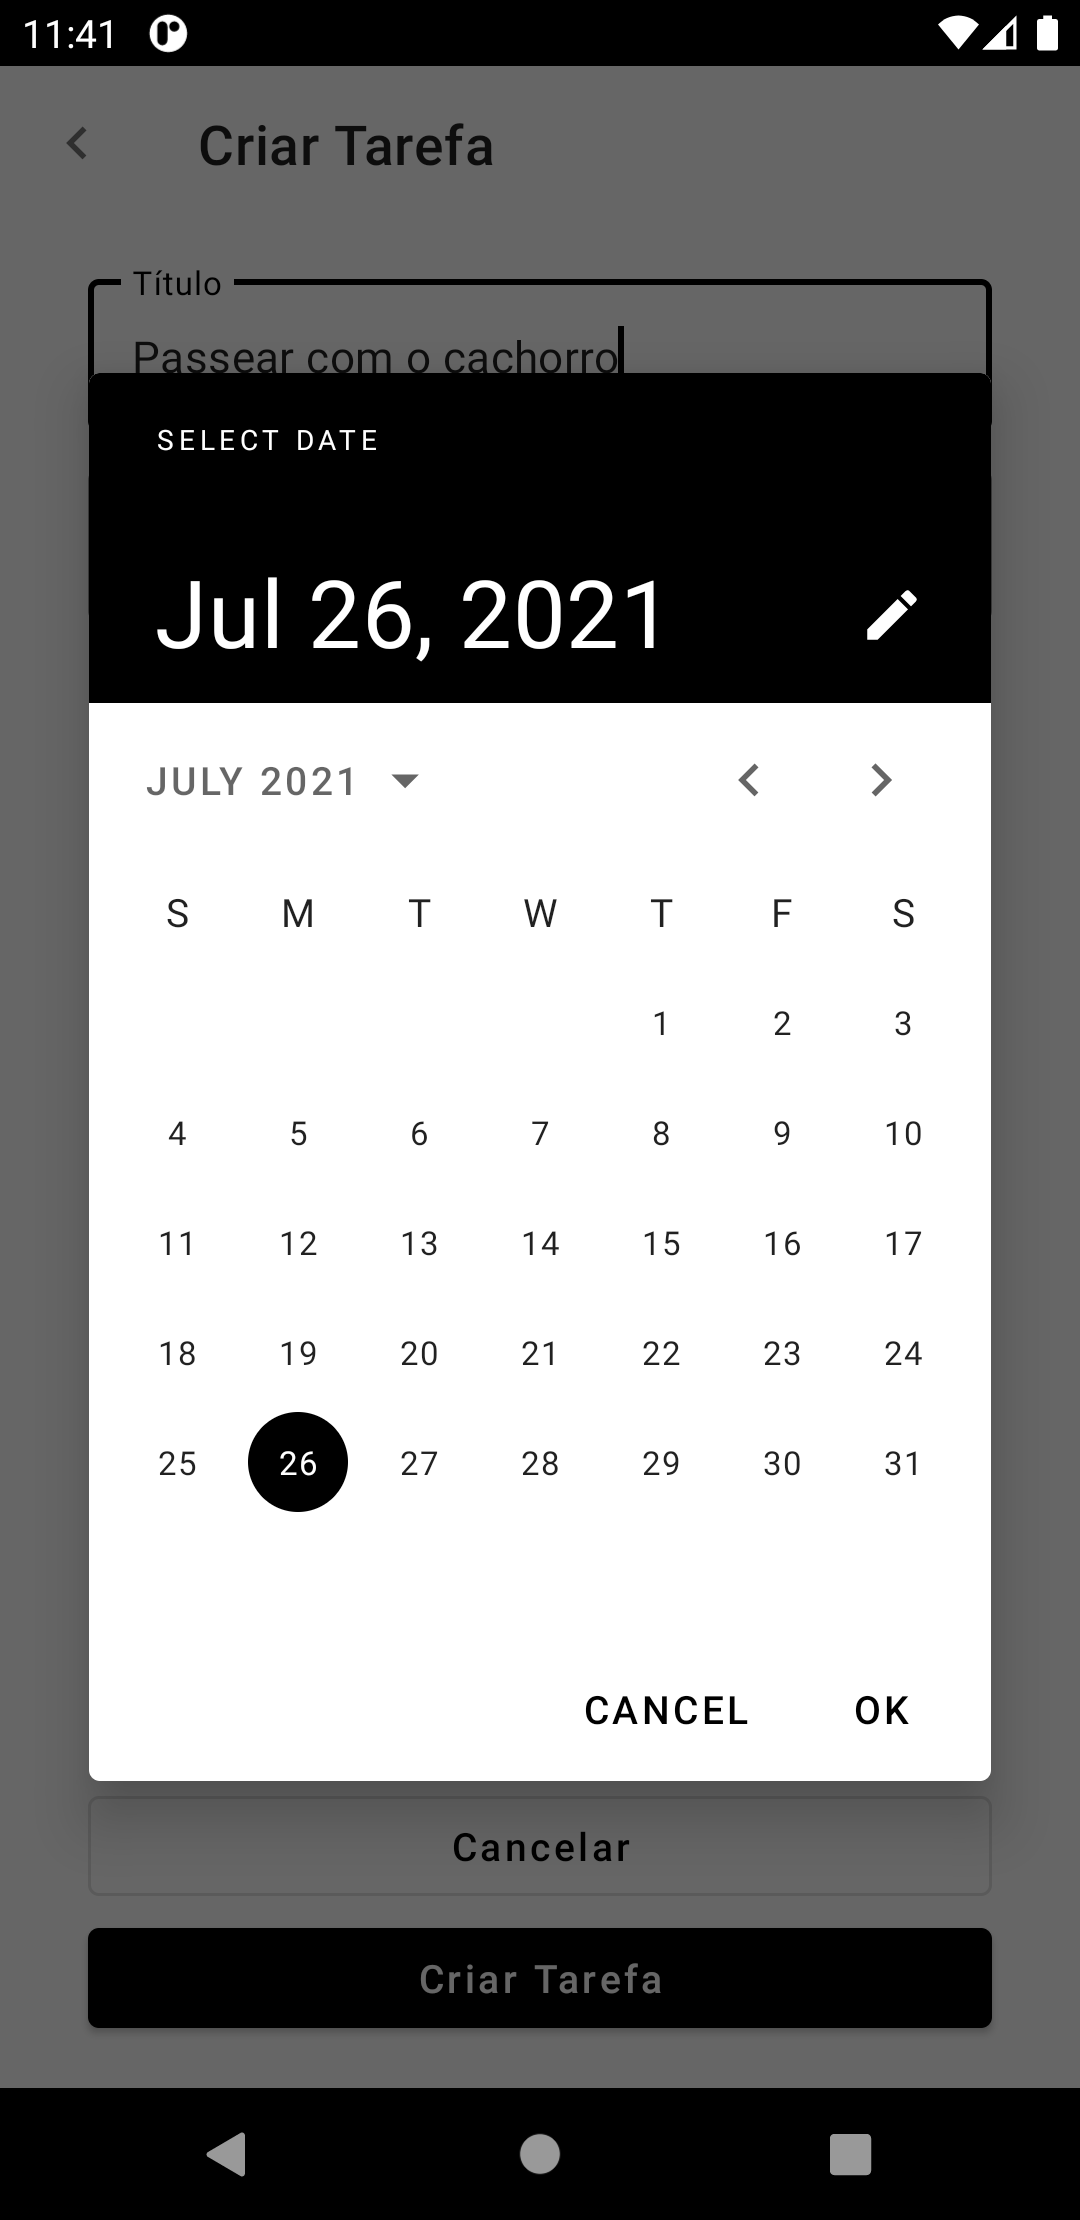 11:41
Criar Tarefa
Título
Passear com o cachorro
SELECT DATE
Jul 26, 2021
JULY 2021
S M T W T F S
1 2 3
4 5 6 7 8 9 10
11 12 13 14 15 16 17
18 19 20 21 22 23 24
25 26 27 28 29 30 31
CANCEL OK
Cancelar
Criar Tarefa